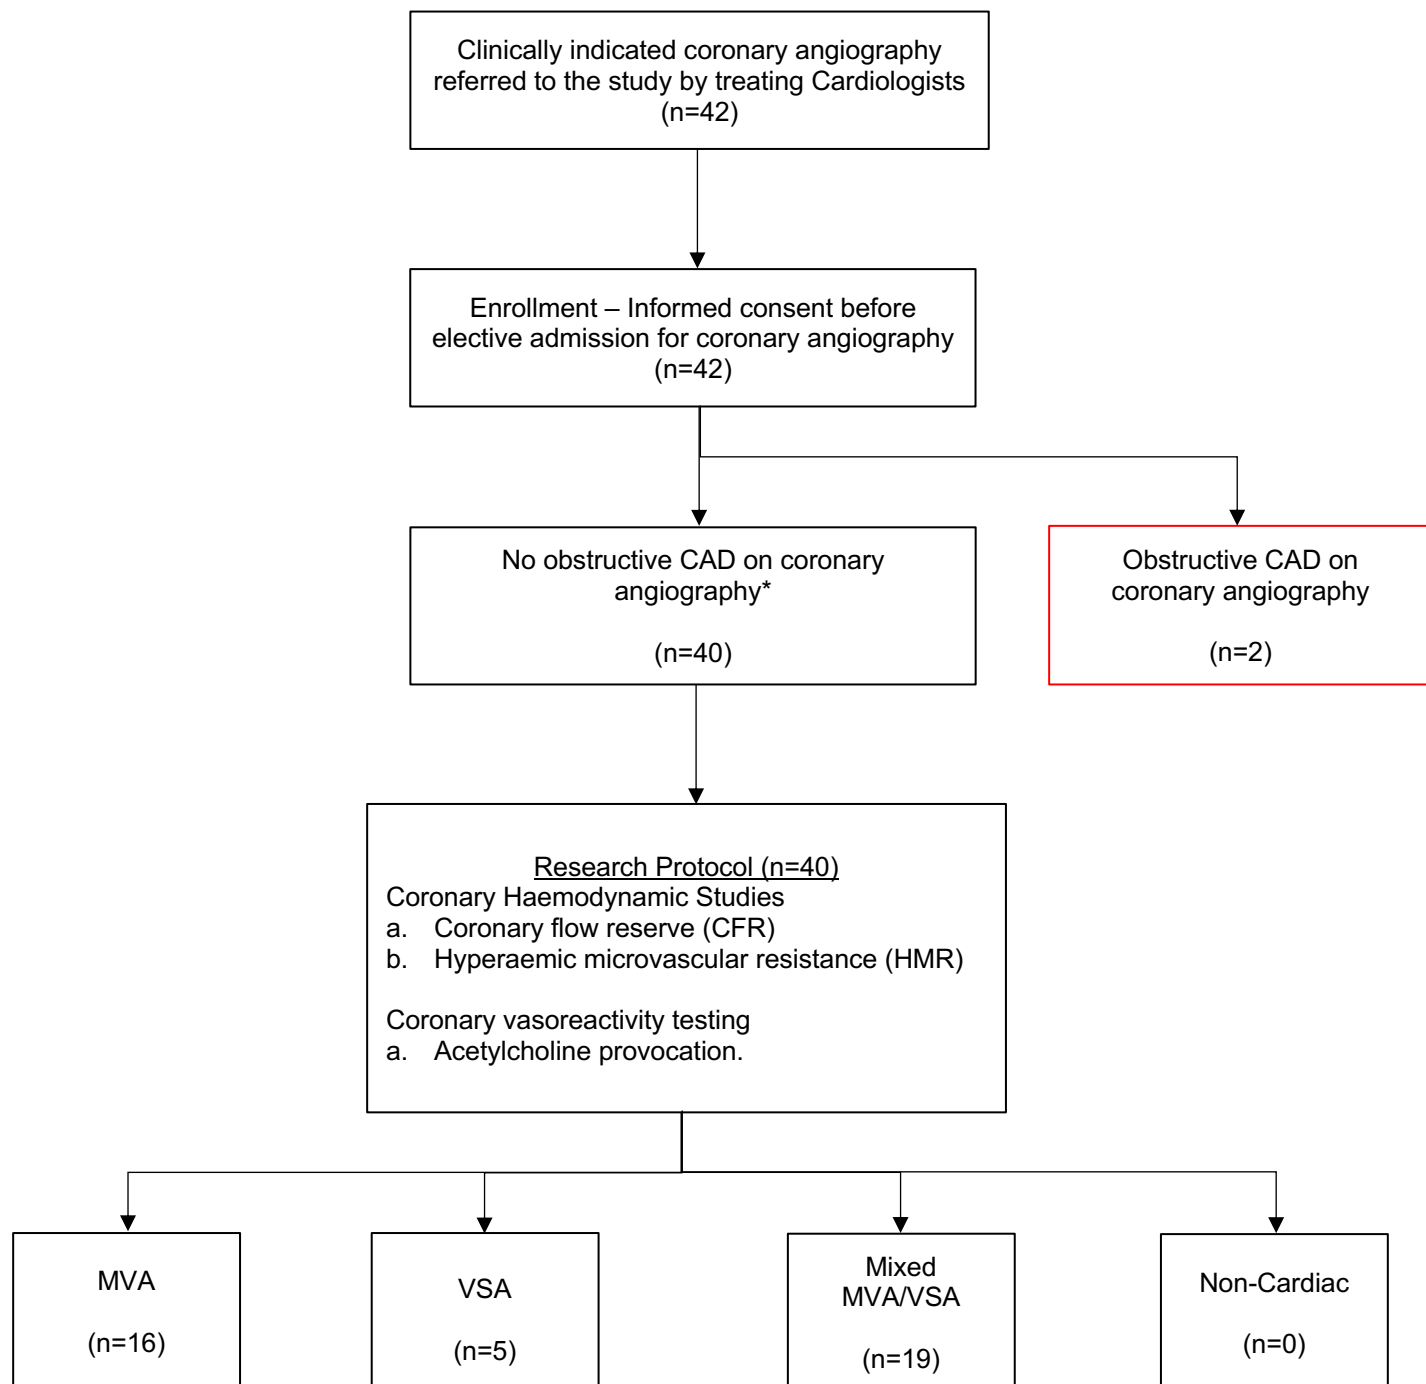 Clinically indicated coronary angiography
referred to the study by treating Cardiologists
(n=42)
Enrollment – Informed consent before
elective admission for coronary angiography
(n=42)
No obstructive CAD on coronary
angiography*
(n=40)
Obstructive CAD on
coronary angiography
(n=2)
Research Protocol (n=40)
Coronary Haemodynamic Studies
a. Coronary flow reserve (CFR)
b. Hyperaemic microvascular resistance (HMR)
Coronary vasoreactivity testing
a. Acetylcholine provocation.
MVA
(n=16)
VSA
(n=5)
Mixed
MVA/VSA
(n=19)
Non-Cardiac
(n=0)